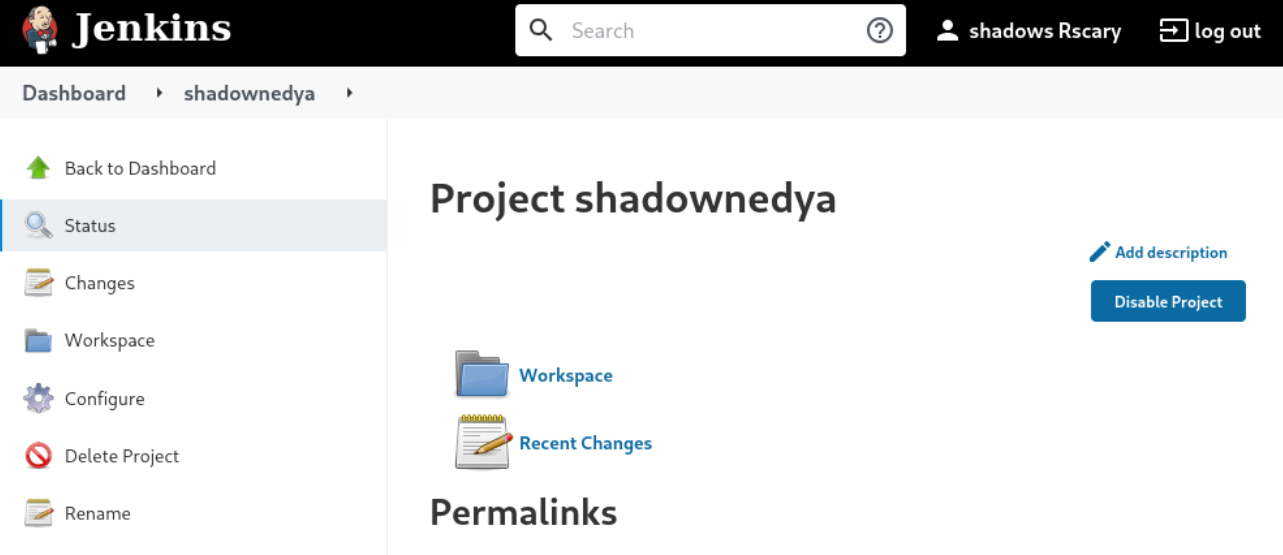 Jenkins
Search
shadows Rscary
log out
Dashboard
shadownedya
Back to Dashboard
Status
Changes
Workspace
Configure
Delete Project
Rename
Project shadownedya
Add description
Disable Project
Workspace
Recent Changes
Permalinks